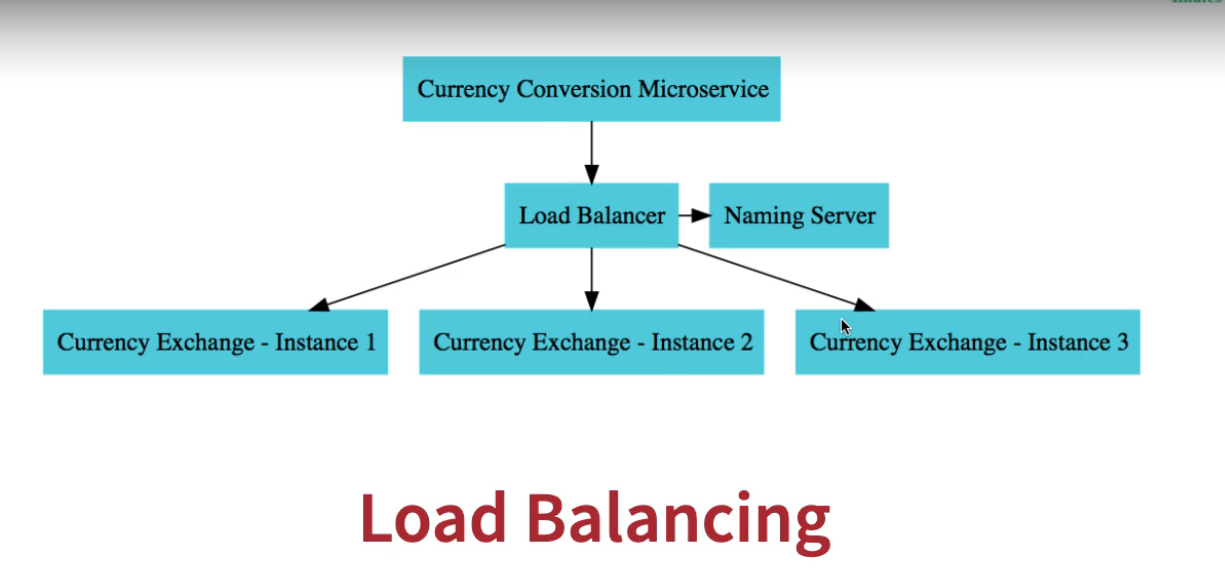 Currency Conversion Microservice
Load Balancer
Naming Server
Currency Exchange - Instance 1
Currency Exchange - Instance 2
Currency Exchange - Instance 3
Load Balancing